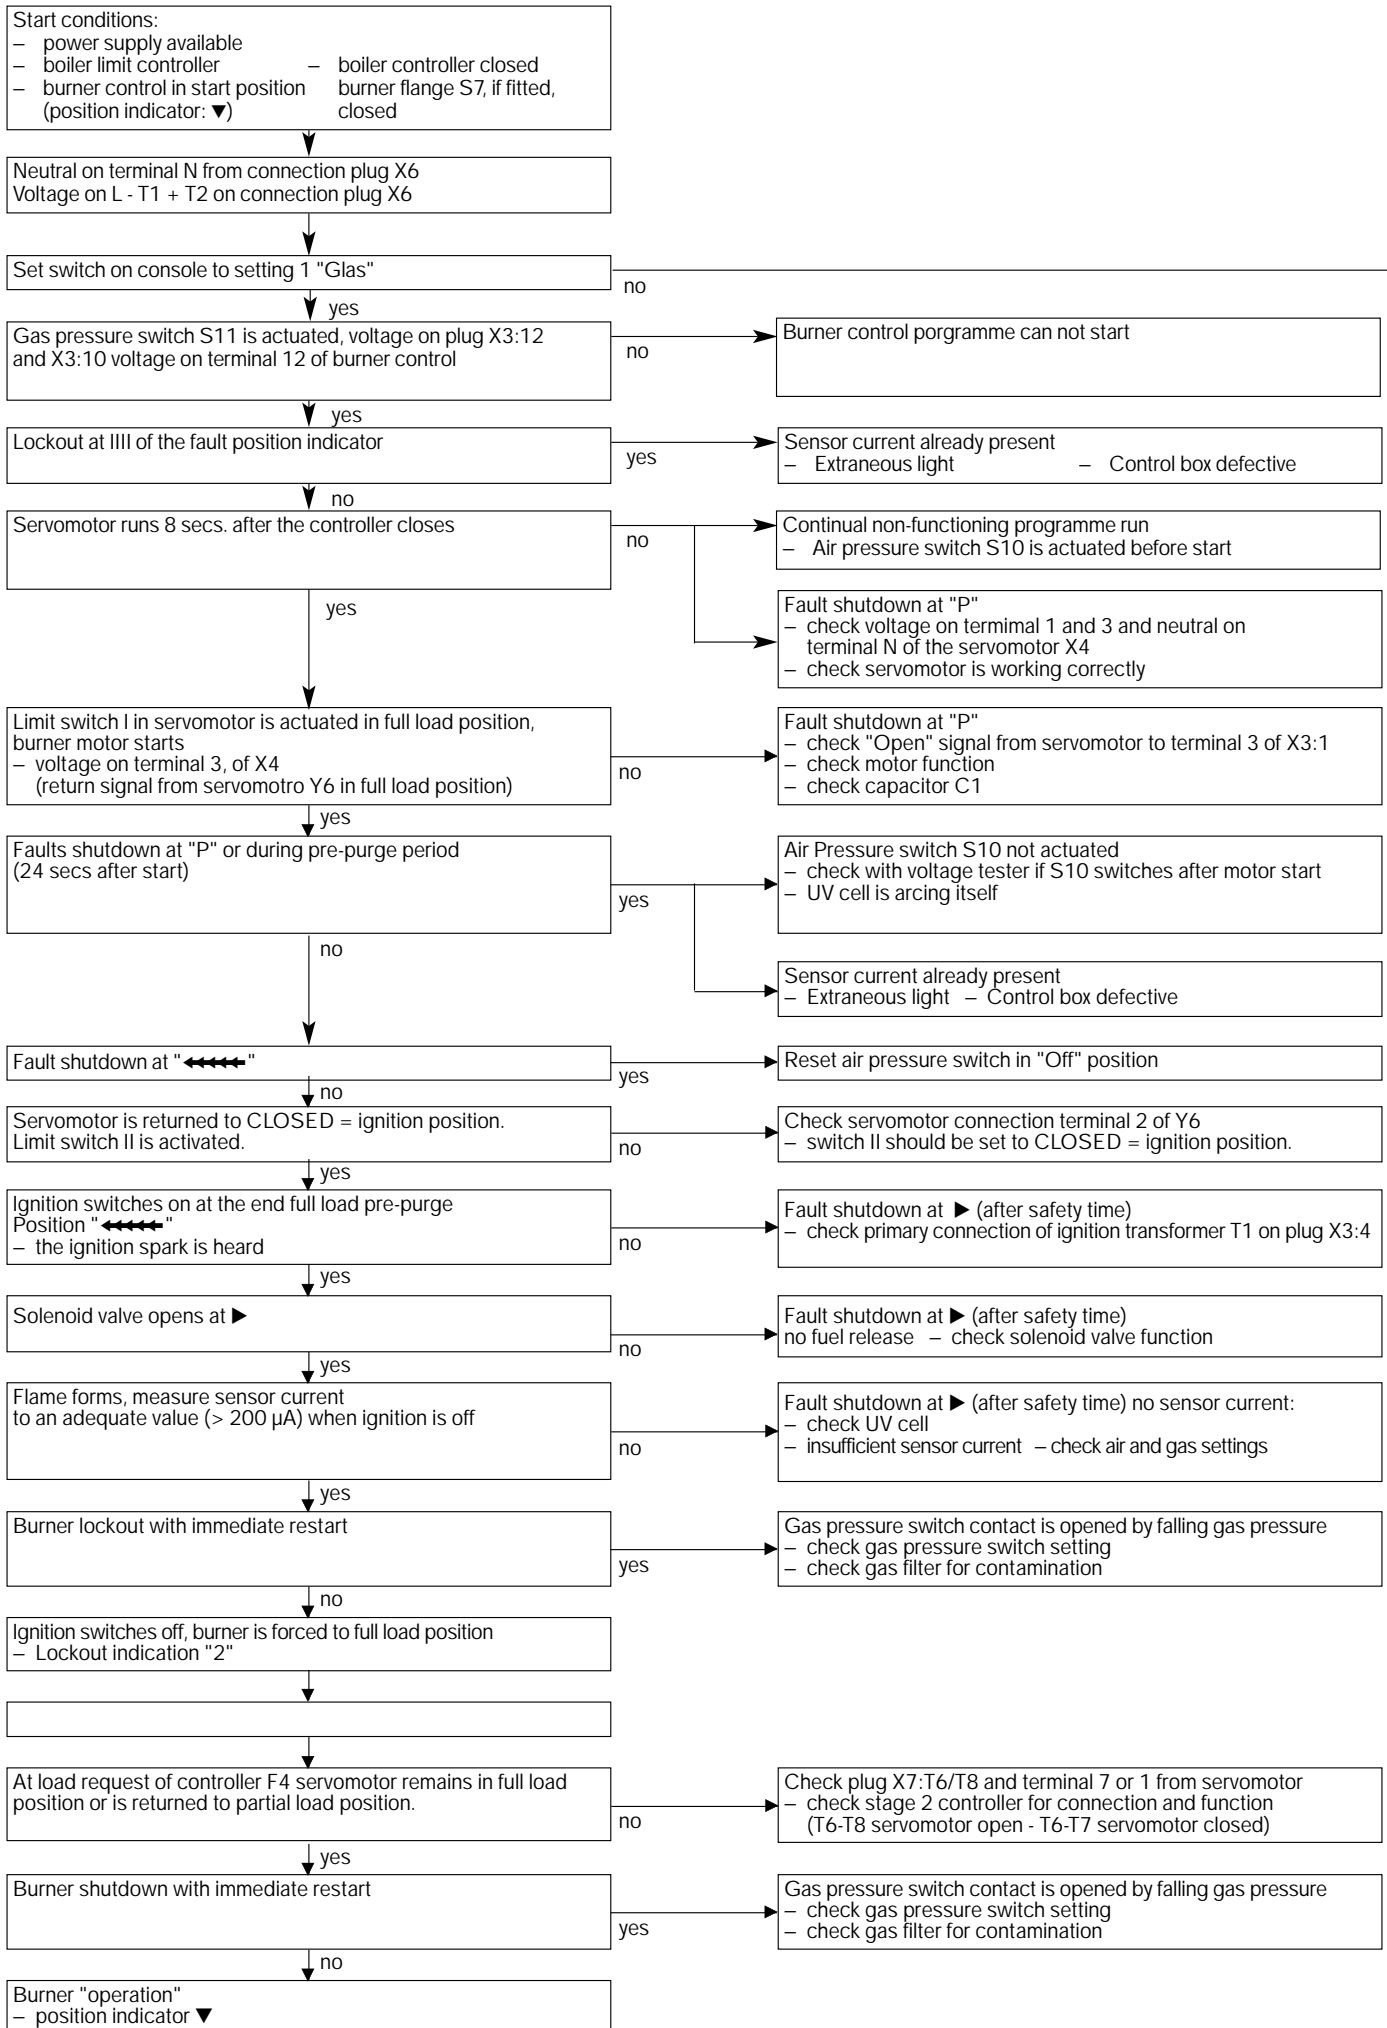 Start conditions:
– power supply available
– boiler limit controller – boiler controller closed
– burner control in start position burner flange S7, if fitted,
(position indicator: ▼) closed
Neutral on terminal N from connection plug X6
Voltage on L - T1 + T2 on connection plug X6
Set switch on console to setting 1 "Glas"
no
yes
Gas pressure switch S11 is actuated, voltage on plug X3:12
and X3:10 voltage on terminal 12 of burner control
no
Burner control porgramme can not start
yes
Lockout at IIII of the fault position indicator
yes
Sensor current already present
– Extraneous light – Control box defective
no
Servomotor runs 8 secs. after the controller closes
no
Continual non-functioning programme run
– Air pressure switch S10 is actuated before start
Fault shutdown at "P"
– check voltage on termimal 1 and 3 and neutral on
terminal N of the servomotor X4
– check servomotor is working correctly
yes
Limit switch I in servomotor is actuated in full load position,
burner motor starts
– voltage on terminal 3, of X4
(return signal from servomotro Y6 in full load position)
no
Fault shutdown at "P"
– check "Open" signal from servomotor to terminal 3 of X3:1
– check motor function
– check capacitor C1
yes
Faults shutdown at "P" or during pre-purge period
(24 secs after start)
yes
Air Pressure switch S10 not actuated
– check with voltage tester if S10 switches after motor start
– UV cell is arcing itself
Sensor current already present
– Extraneous light – Control box defective
no
Fault shutdown at " "
yes
Reset air pressure switch in "Off" position
no
Servomotor is returned to CLOSED = ignition position.
Limit switch II is activated.
no
Check servomotor connection terminal 2 of Y6
– switch II should be set to CLOSED = ignition position.
yes
Ignition switches on at the end full load pre-purge
Position " "
– the ignition spark is heard
no
Fault shutdown at ▶ (after safety time)
– check primary connection of ignition transformer T1 on plug X3:4
yes
Solenoid valve opens at ▶
no
Fault shutdown at ▶ (after safety time)
no fuel release – check solenoid valve function
yes
Flame forms, measure sensor current
to an adequate value (> 200 µA) when ignition is off
no
Fault shutdown at ▶ (after safety time) no sensor current:
– check UV cell
– insufficient sensor current – check air and gas settings
yes
Burner lockout with immediate restart
yes
Gas pressure switch contact is opened by falling gas pressure
– check gas pressure switch setting
– check gas filter for contamination
no
Ignition switches off, burner is forced to full load position
– Lockout indication "2"
At load request of controller F4 servomotor remains in full load
position or is returned to partial load position.
no
Check plug X7:T6/T8 and terminal 7 or 1 from servomotor
– check stage 2 controller for connection and function
(T6-T8 servomotor open - T6-T7 servomotor closed)
yes
Burner shutdown with immediate restart
yes
Gas pressure switch contact is opened by falling gas pressure
– check gas pressure switch setting
– check gas filter for contamination
no
Burner "operation"
– position indicator ▼